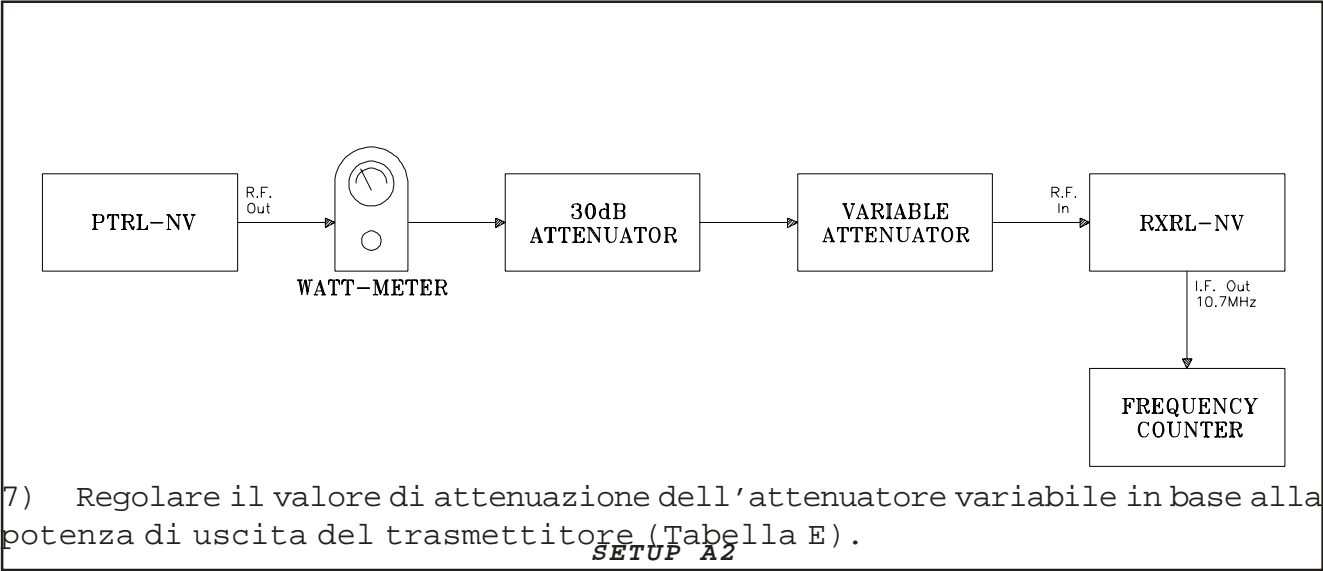 R.F.
Out
PTRL-NV
WATT-METER
30dB
ATTENUATOR
VARIABLE
ATTENUATOR
R.F.
In
RXRL-NV
I.F. Out
10.7MHz
FREQUENCY
COUNTER
7) Regolare il valore di attenuazione dell'attenuatore variabile in base alla
potenza di uscita del trasmettitore (Tabella E).
SETUP A2